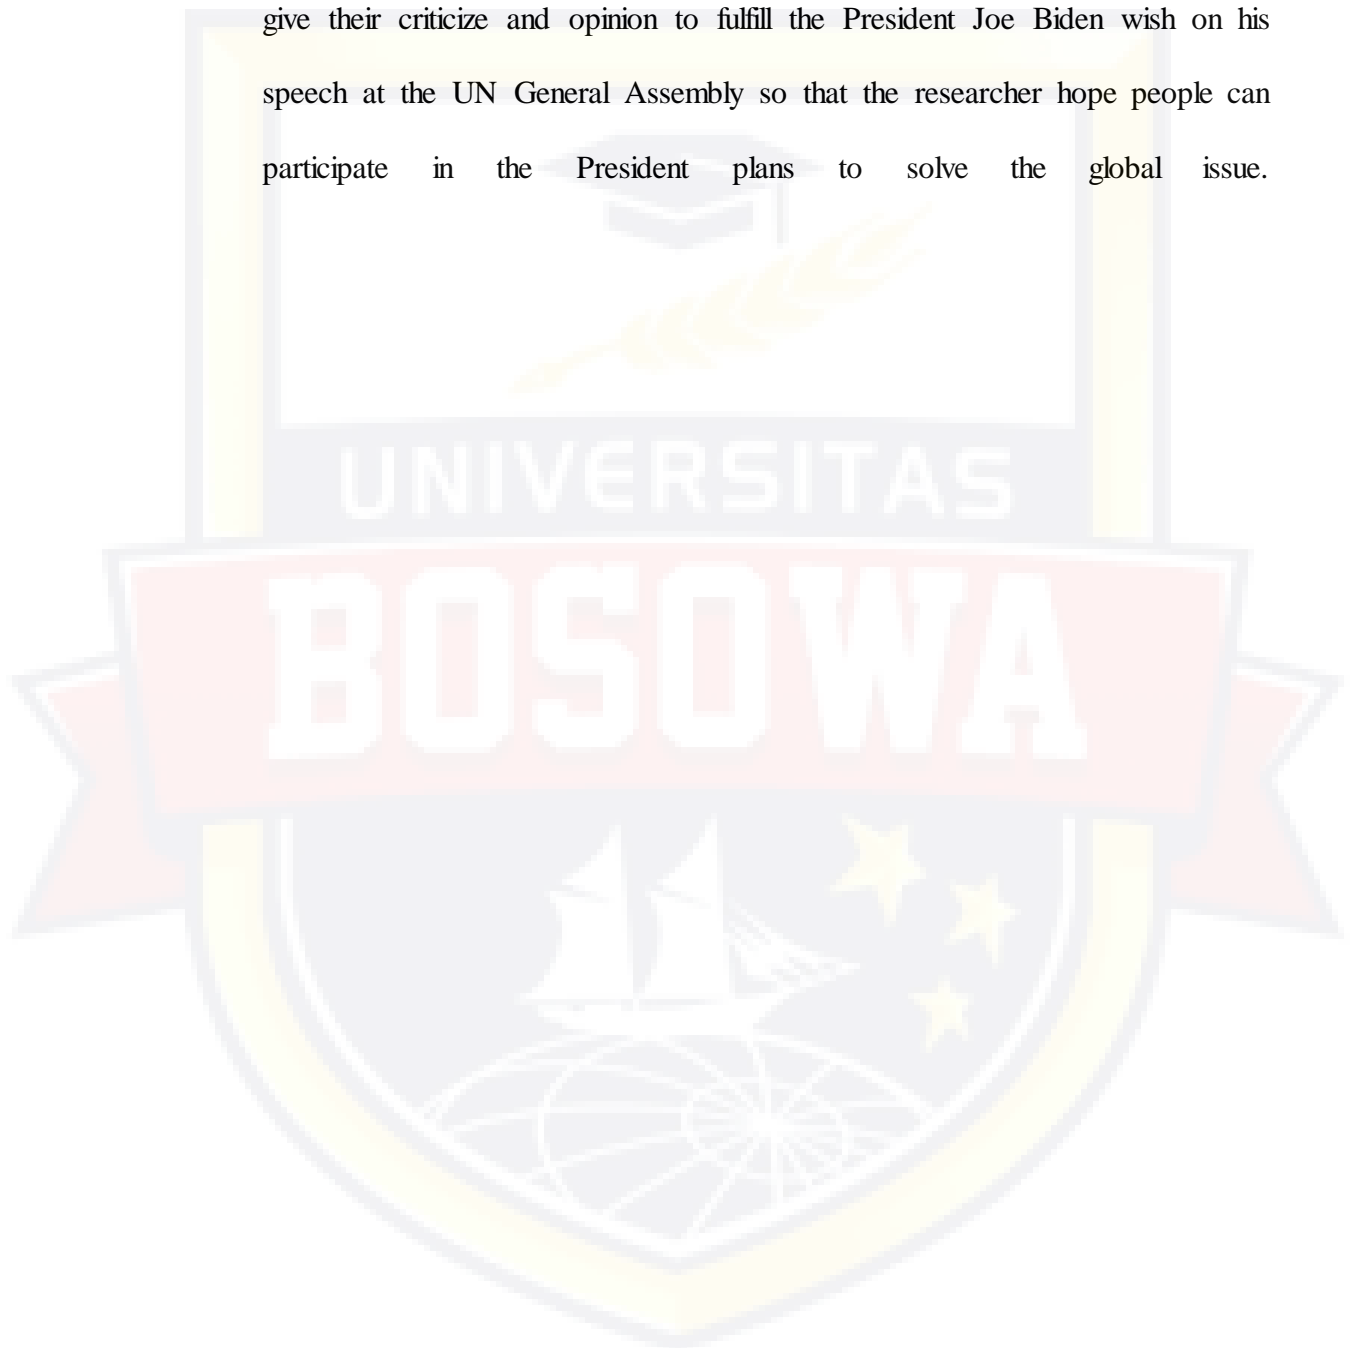 give their criticize and opinion to fulfill the President Joe Biden wish on his
speech at the UN General Assembly so that the researcher hope people can
participate in the President plans to solve the global issue.
UNIVERSITAS
BOSOWA